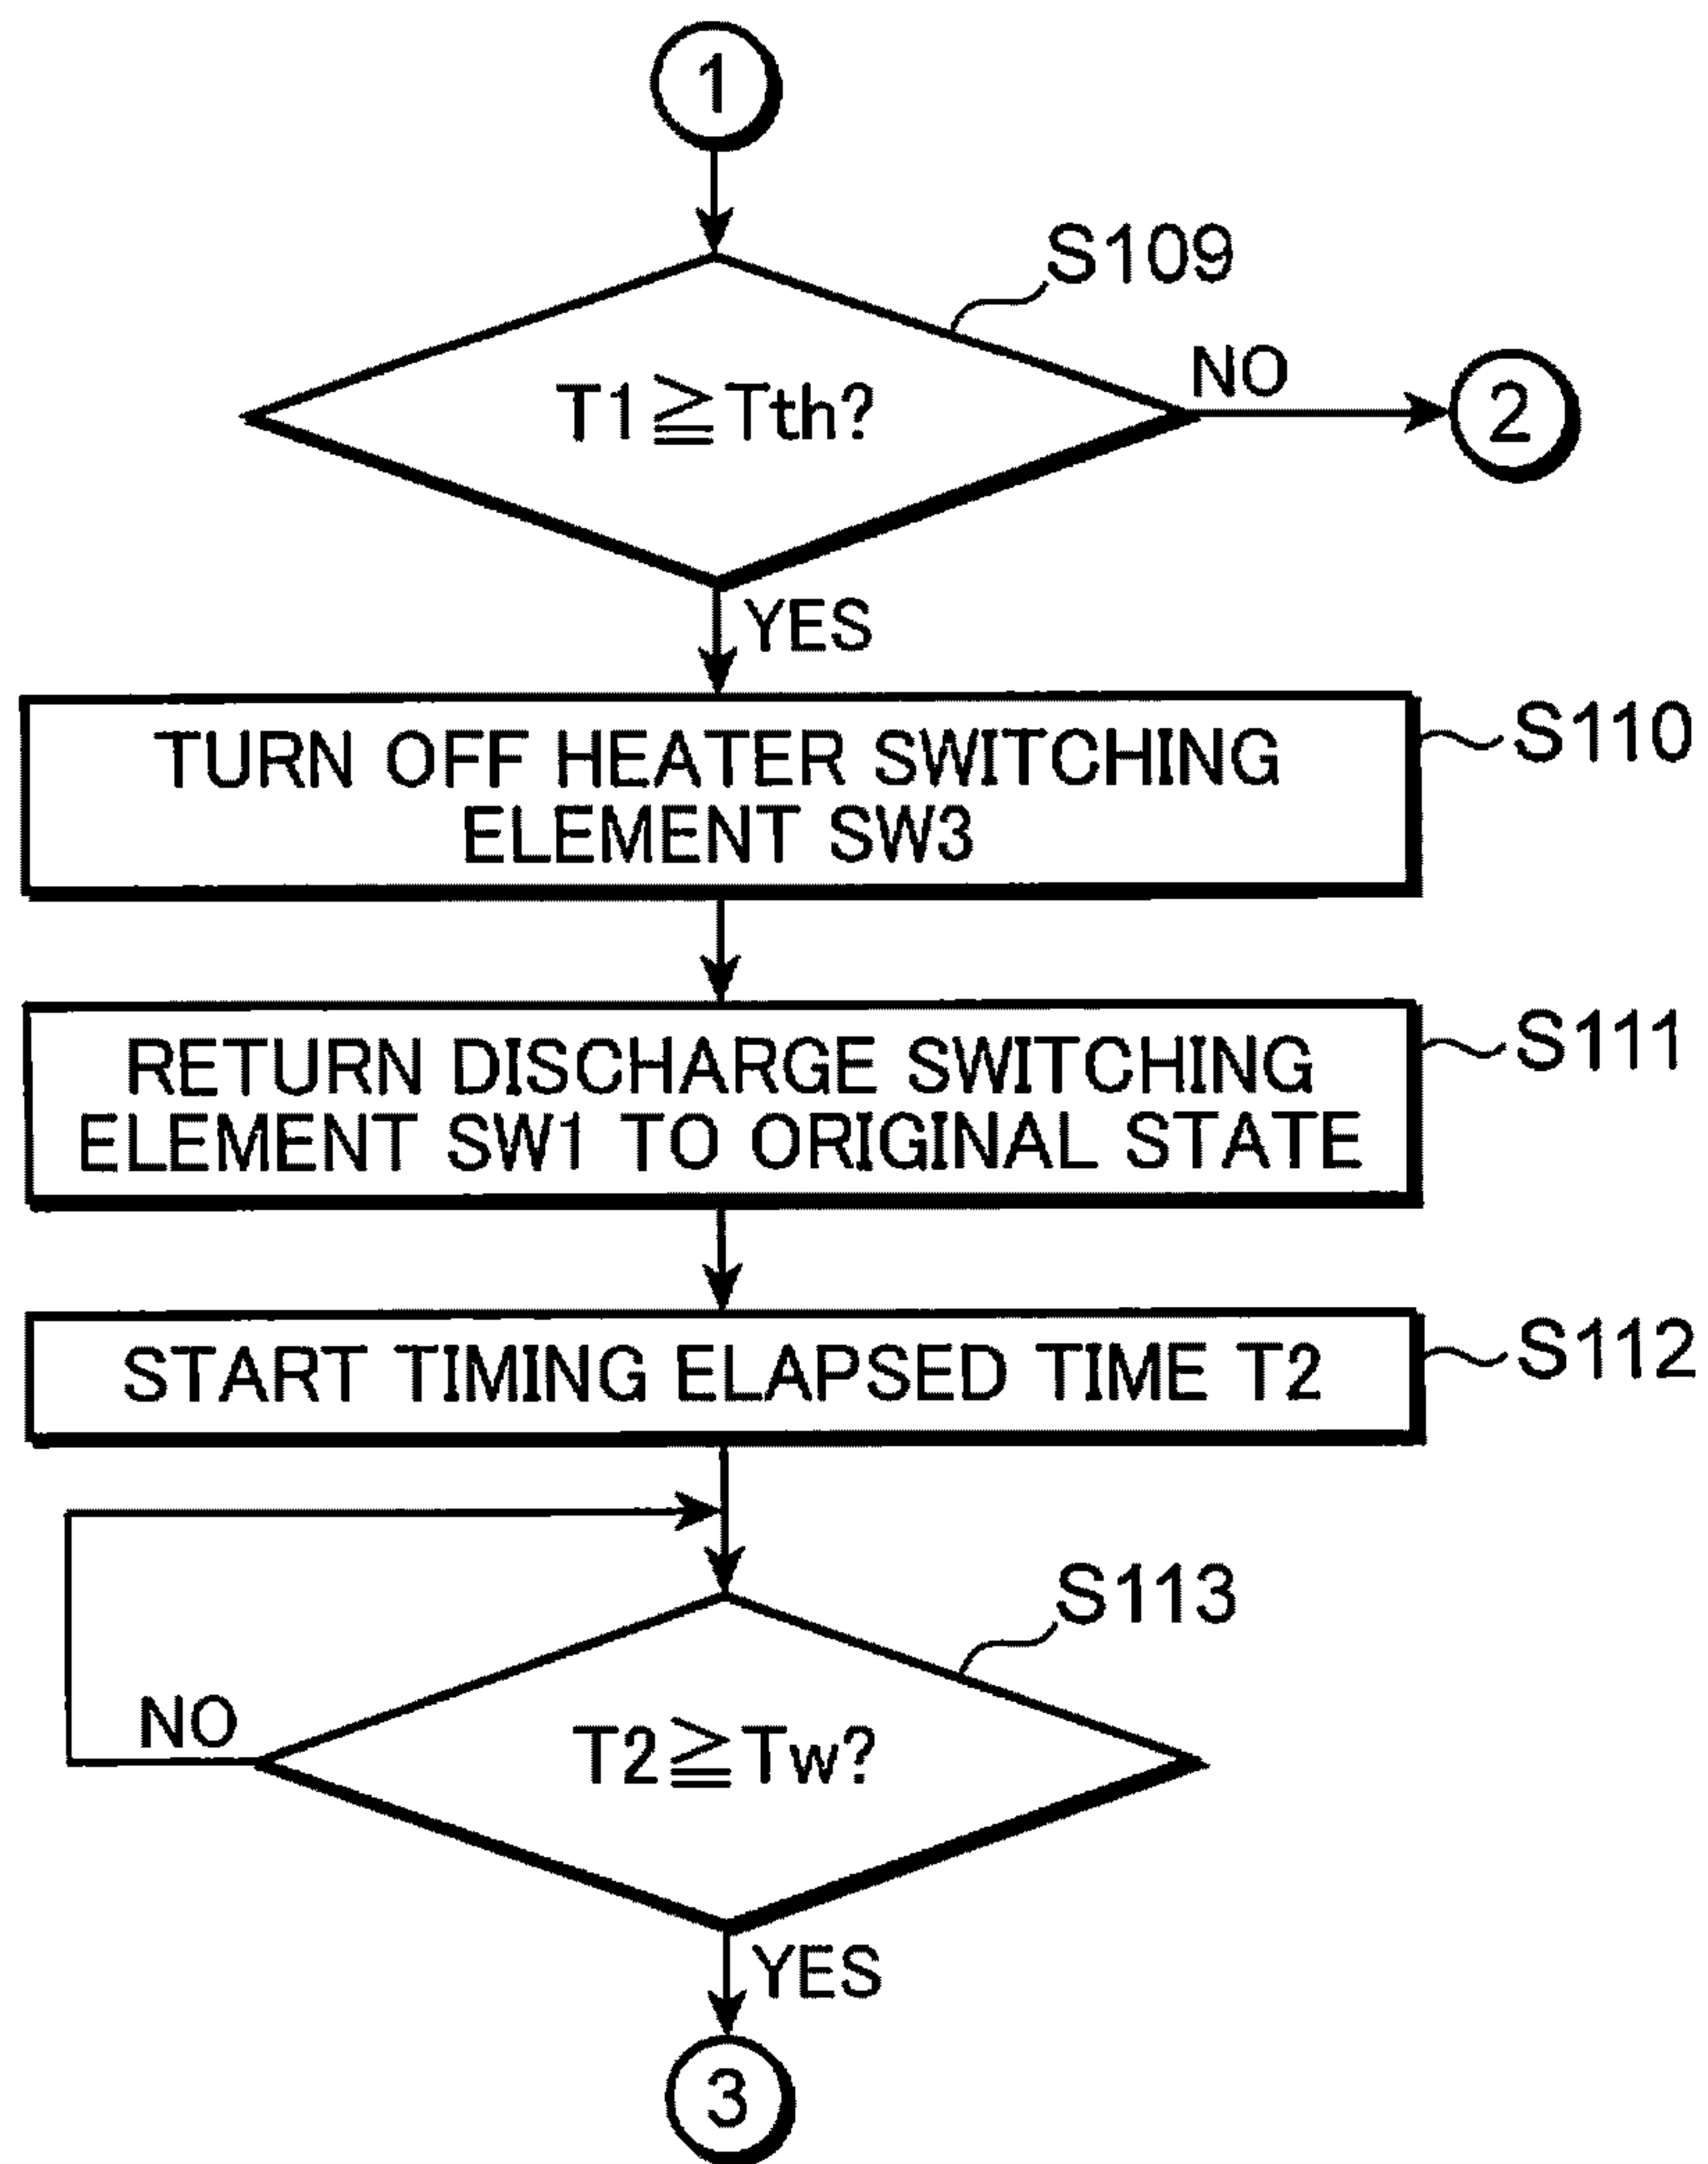 1
S109
T1≧Tth?
NO
2
YES
TURN OFF HEATER SWITCHING
ELEMENT SW3
S110
RETURN DISCHARGE SWITCHING
ELEMENT SW1 TO ORIGINAL STATE
S111
START TIMING ELAPSED TIME T2
S112
S113
NO
T2≧Tw?
YES
3